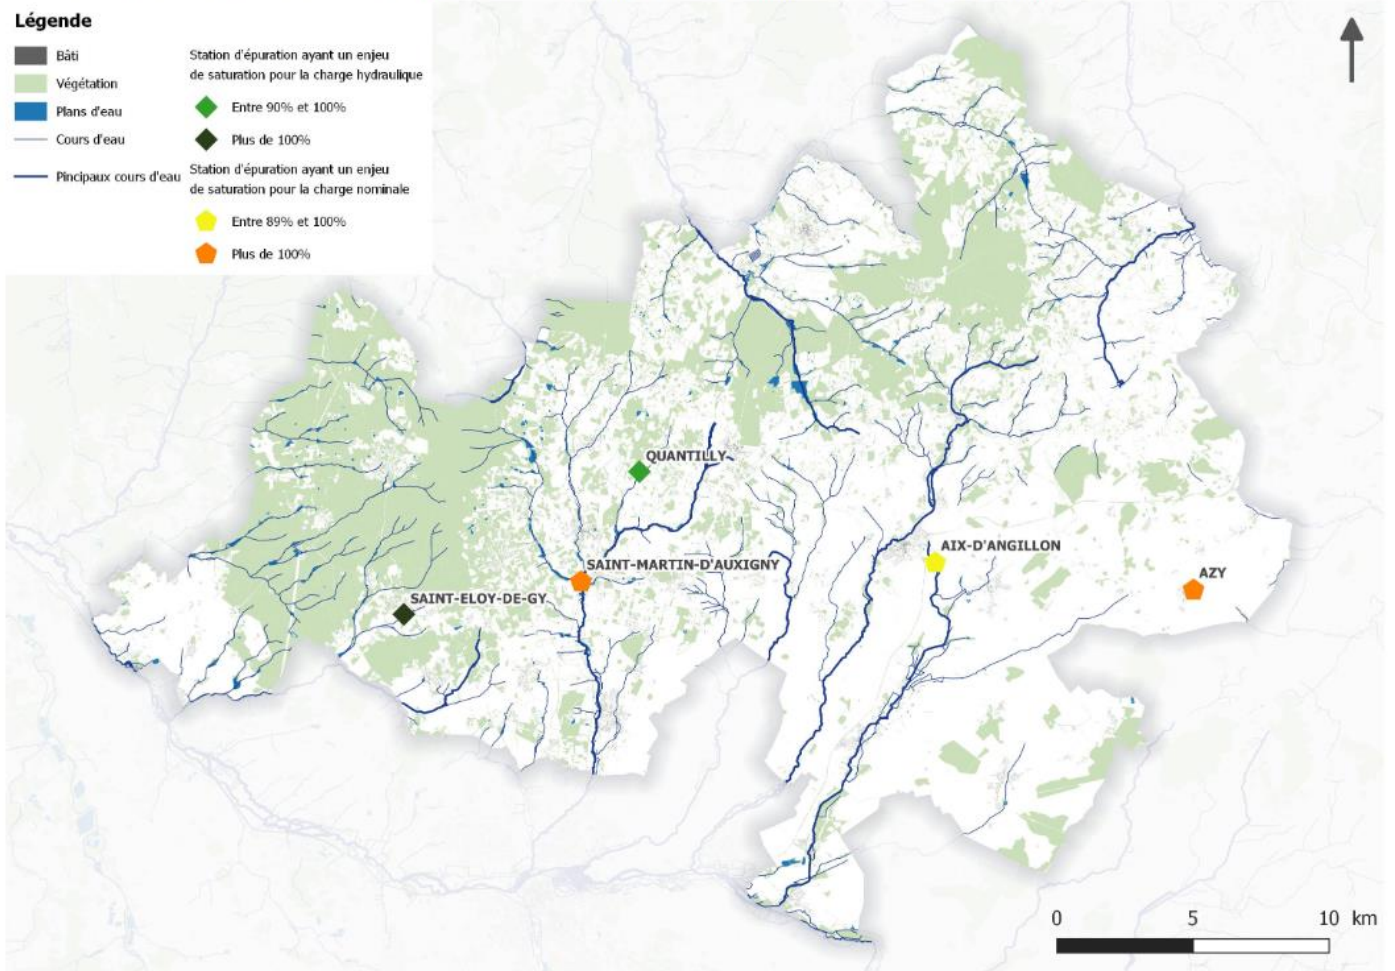 Légende
Bâti
Végétation
Plans d'eau
Cours d'eau
Pincipaux cours d'eau
Station d'épuration ayant un enjeu
de saturation pour la charge hydraulique
Entre 90% et 100%
Plus de 100%
Station d'épuration ayant un enjeu
de saturation pour la charge nominale
Entre 89% et 100%
Plus de 100%
QUANTILLY
SAINT-MARTIN-D'AUXIGNY
AIX-D'ANGILLON
AZY
SAINT-ELOY-DE-GY
0 5 10 km